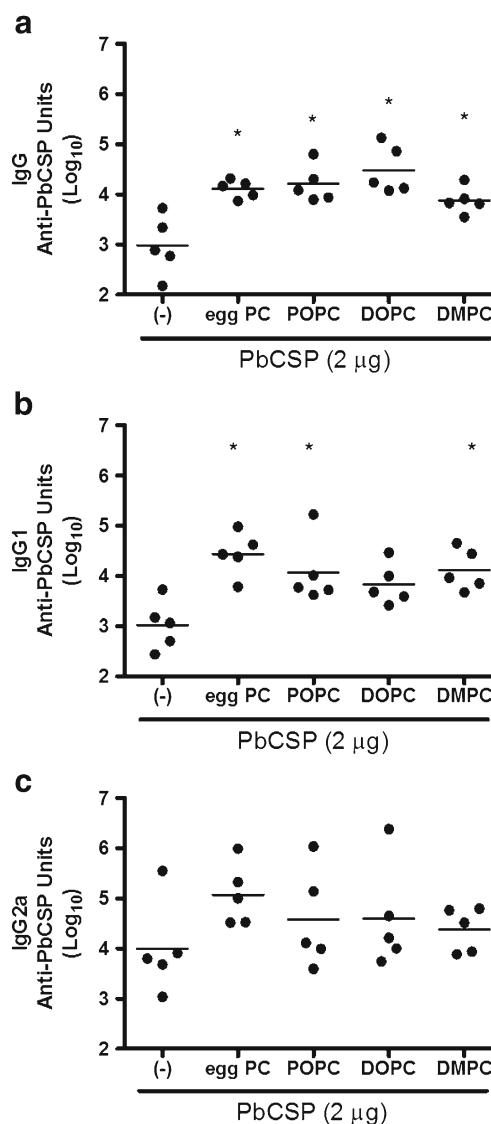 a
IgG
Anti-PbCSP Units
(Log10)
7
6
5
4
3
2
* * * *
(-) egg PC POPC DOPC DMPC
PbCSP (2 µg)
b
IgG1
Anti-PbCSP Units
(Log10)
7
6
5
4
3
2
* * *
(-) egg PC POPC DOPC DMPC
PbCSP (2 µg)
c
IgG2a
Anti-PbCSP Units
(Log10)
7
6
5
4
3
2
(-) egg PC POPC DOPC DMPC
PbCSP (2 µg)